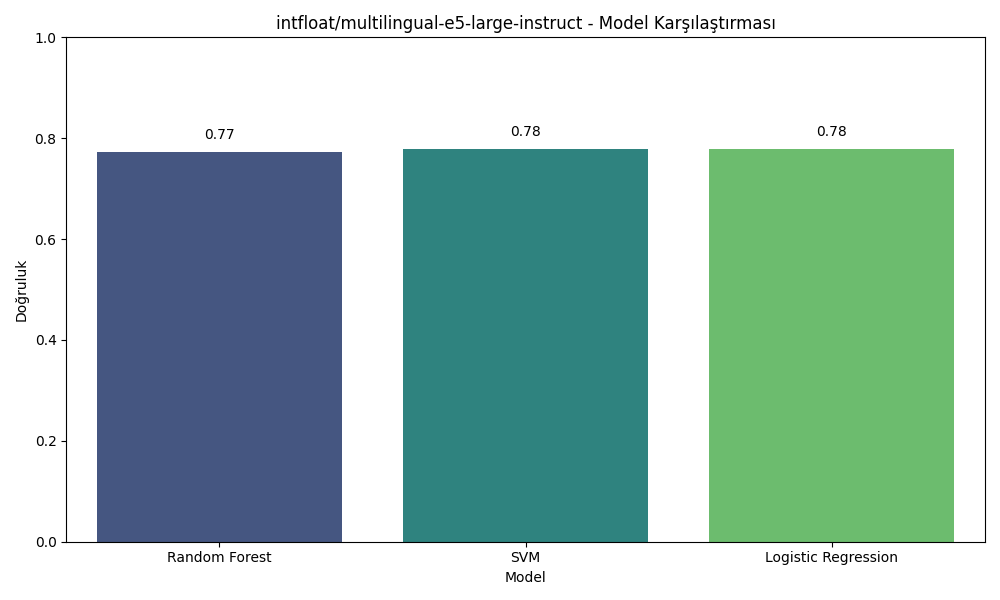 intfloat/multilingual-e5-large-instruct - Model Karşılaştırması
1.0
0.8
0.6
0.4
0.2
0.0
Doğruluk
0.77
0.78
0.78
Random Forest
SVM
Logistic Regression
Model